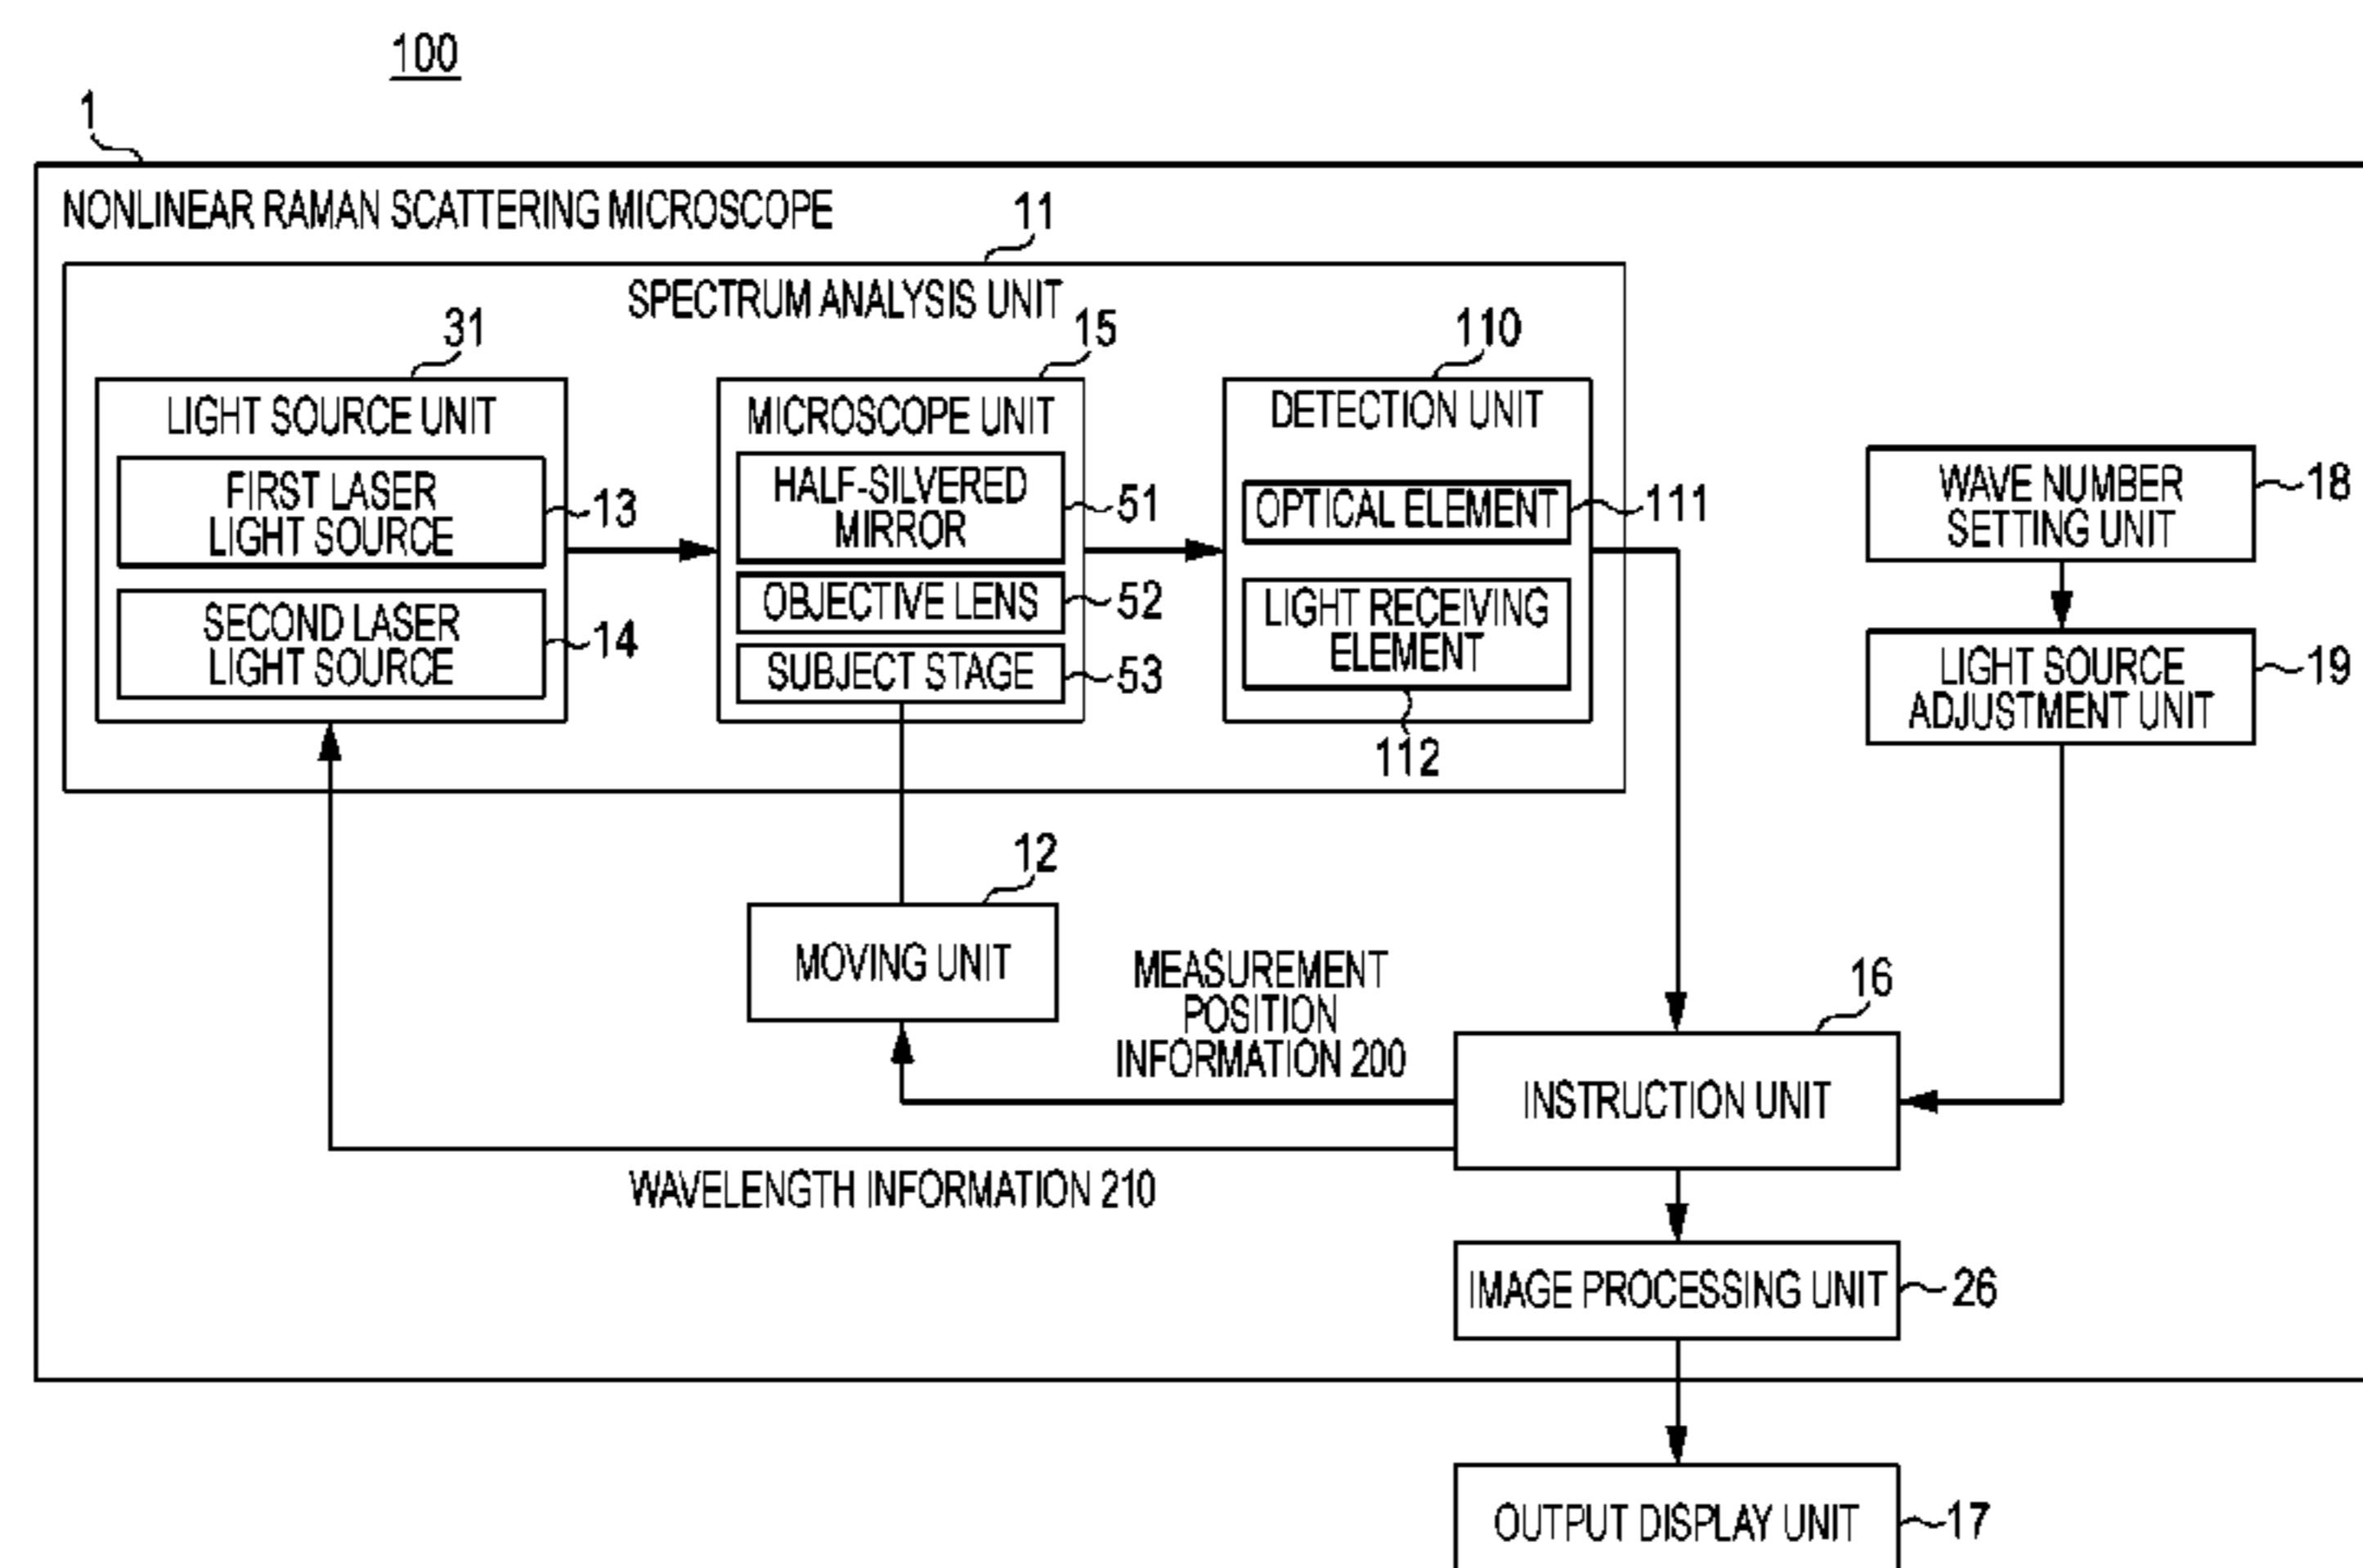 100
1
NONLINEAR RAMAN SCATTERING MICROSCOPE
11
SPECTRUM ANALYSIS UNIT
31
15
110
LIGHT SOURCE UNIT
FIRST LASER
LIGHT SOURCE
13
SECOND LASER
LIGHT SOURCE
14
MICROSCOPE UNIT
HALF-SILVERED
MIRROR
51
OBJECTIVE LENS
52
SUBJECT STAGE
53
DETECTION UNIT
OPTICAL ELEMENT
111
LIGHT RECEIVING
ELEMENT
112
WAVE NUMBER
SETTING UNIT
18
LIGHT SOURCE
ADJUSTMENT UNIT
19
12
MOVING UNIT
MEASUREMENT
POSITION
INFORMATION 200
16
INSTRUCTION UNIT
WAVELENGTH INFORMATION 210
IMAGE PROCESSING UNIT
26
OUTPUT DISPLAY UNIT
17